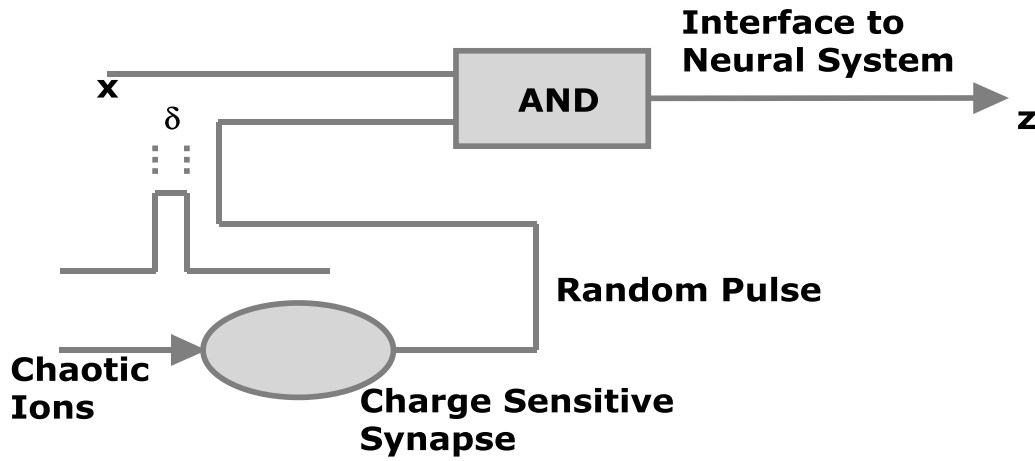 Interface to
Neural System
x
AND
δ
z
Random Pulse
Chaotic
Ions
Charge Sensitive
Synapse